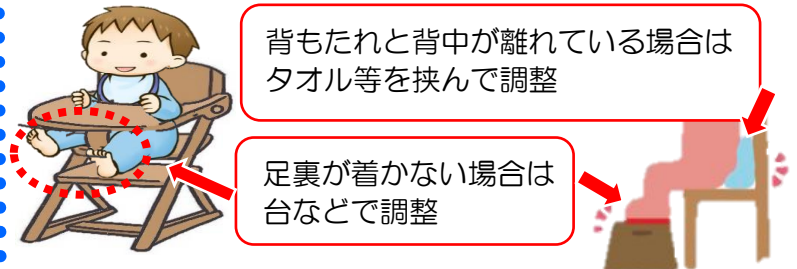 背もたれと背中が離れている場合は
タオル等を挟んで調整
足裏が着かない場合は
台などで調整